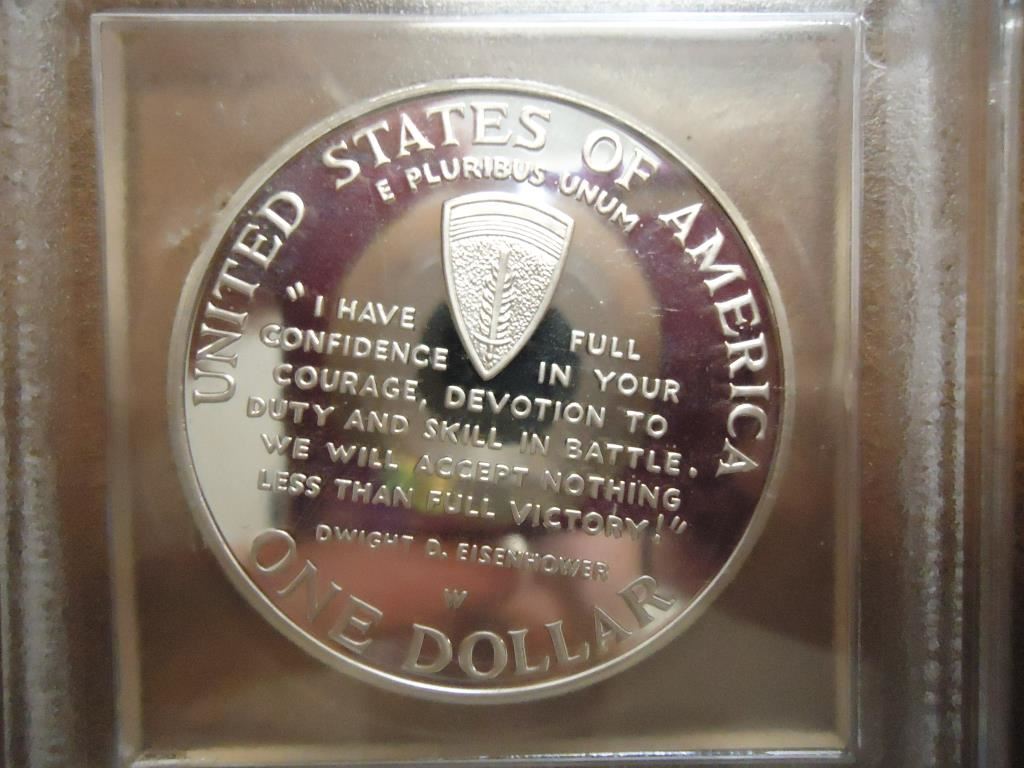 UNITED STATES OF AMERICA
E PLURIBUS UNUM
"I HAVE FULL
CONFIDENCE IN YOUR
COURAGE, DEVOTION TO
DUTY AND SKILL IN BATTLE.
WE WILL ACCEPT NOTHING
LESS THAN FULL VICTORY!"
DWIGHT D. EISENHOWER
W
ONE DOLLAR